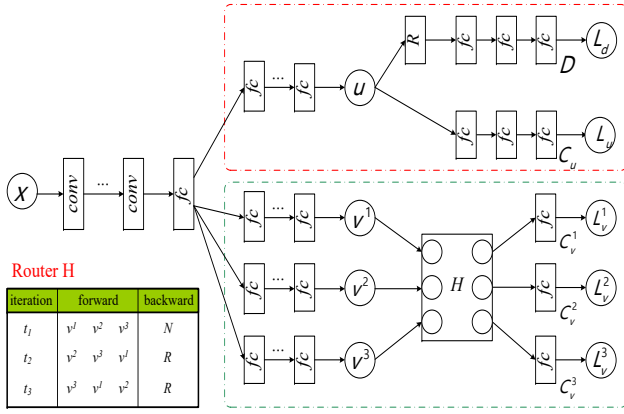 R fc fc fc L_d
D
fc ... fc u
fc fc fc L_u
C_u
X conv ... conv fc
fc ... fc v^1 fc L_v^1
C_v^1
fc ... fc v^2 H fc L_v^2
C_v^2
fc ... fc v^3 fc L_v^3
C_v^3
Router H
iteration forward backward
t_1 v^1 v^2 v^3 N
t_2 v^2 v^3 v^1 R
t_3 v^3 v^1 v^2 R